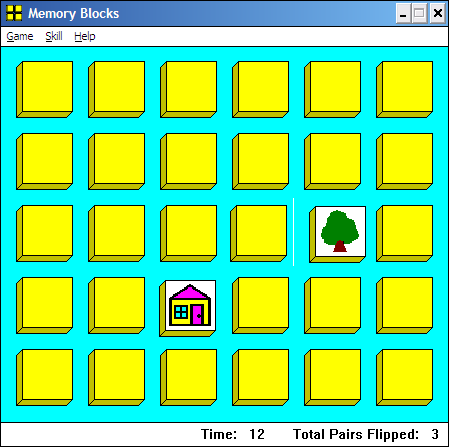 Memory Blocks
Game Skill Help
Time: 12 Total Pairs Flipped: 3